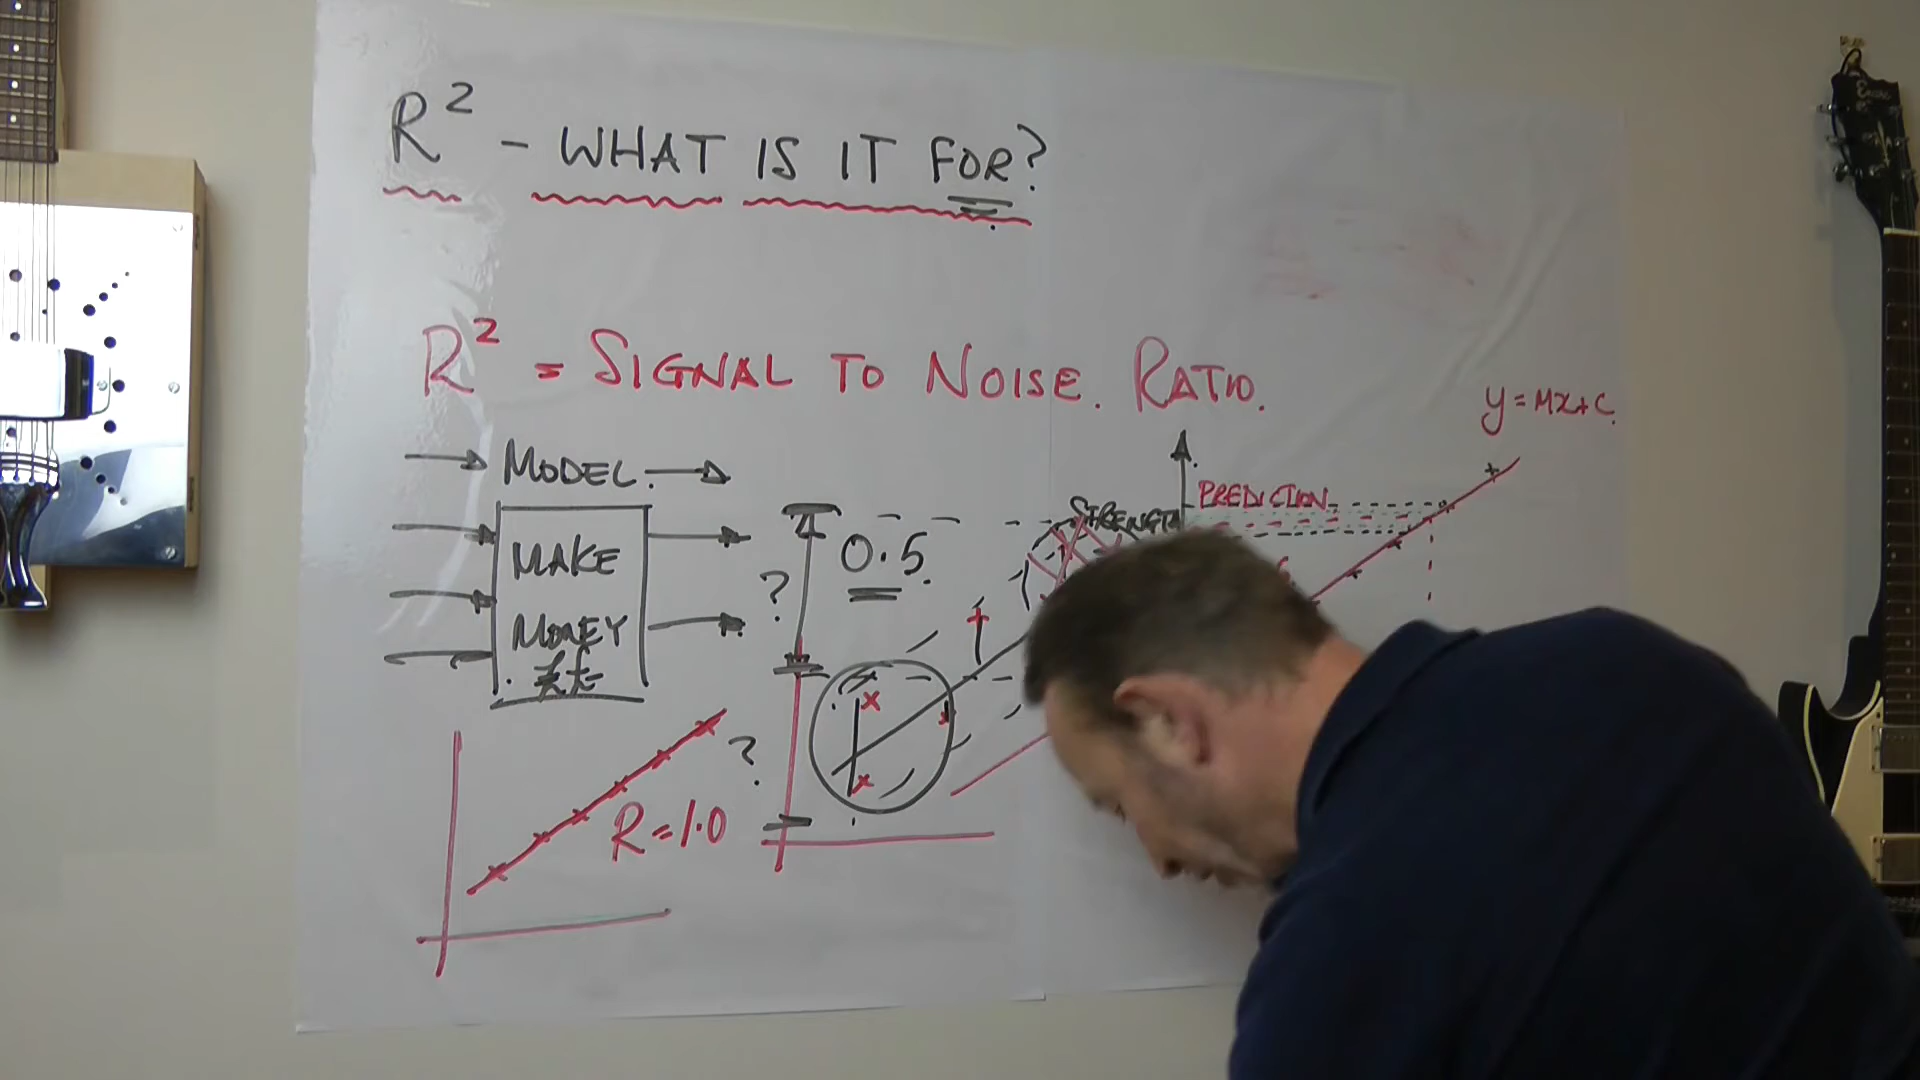 R² - WHAT IS IT FOR?
R² = SIGNAL TO NOISE. RATIO.
y = MX + C.
MODEL.
PREDICTION
STRENGTH
MAKE
MONEY
££
?
0.5
?
R = 1.0